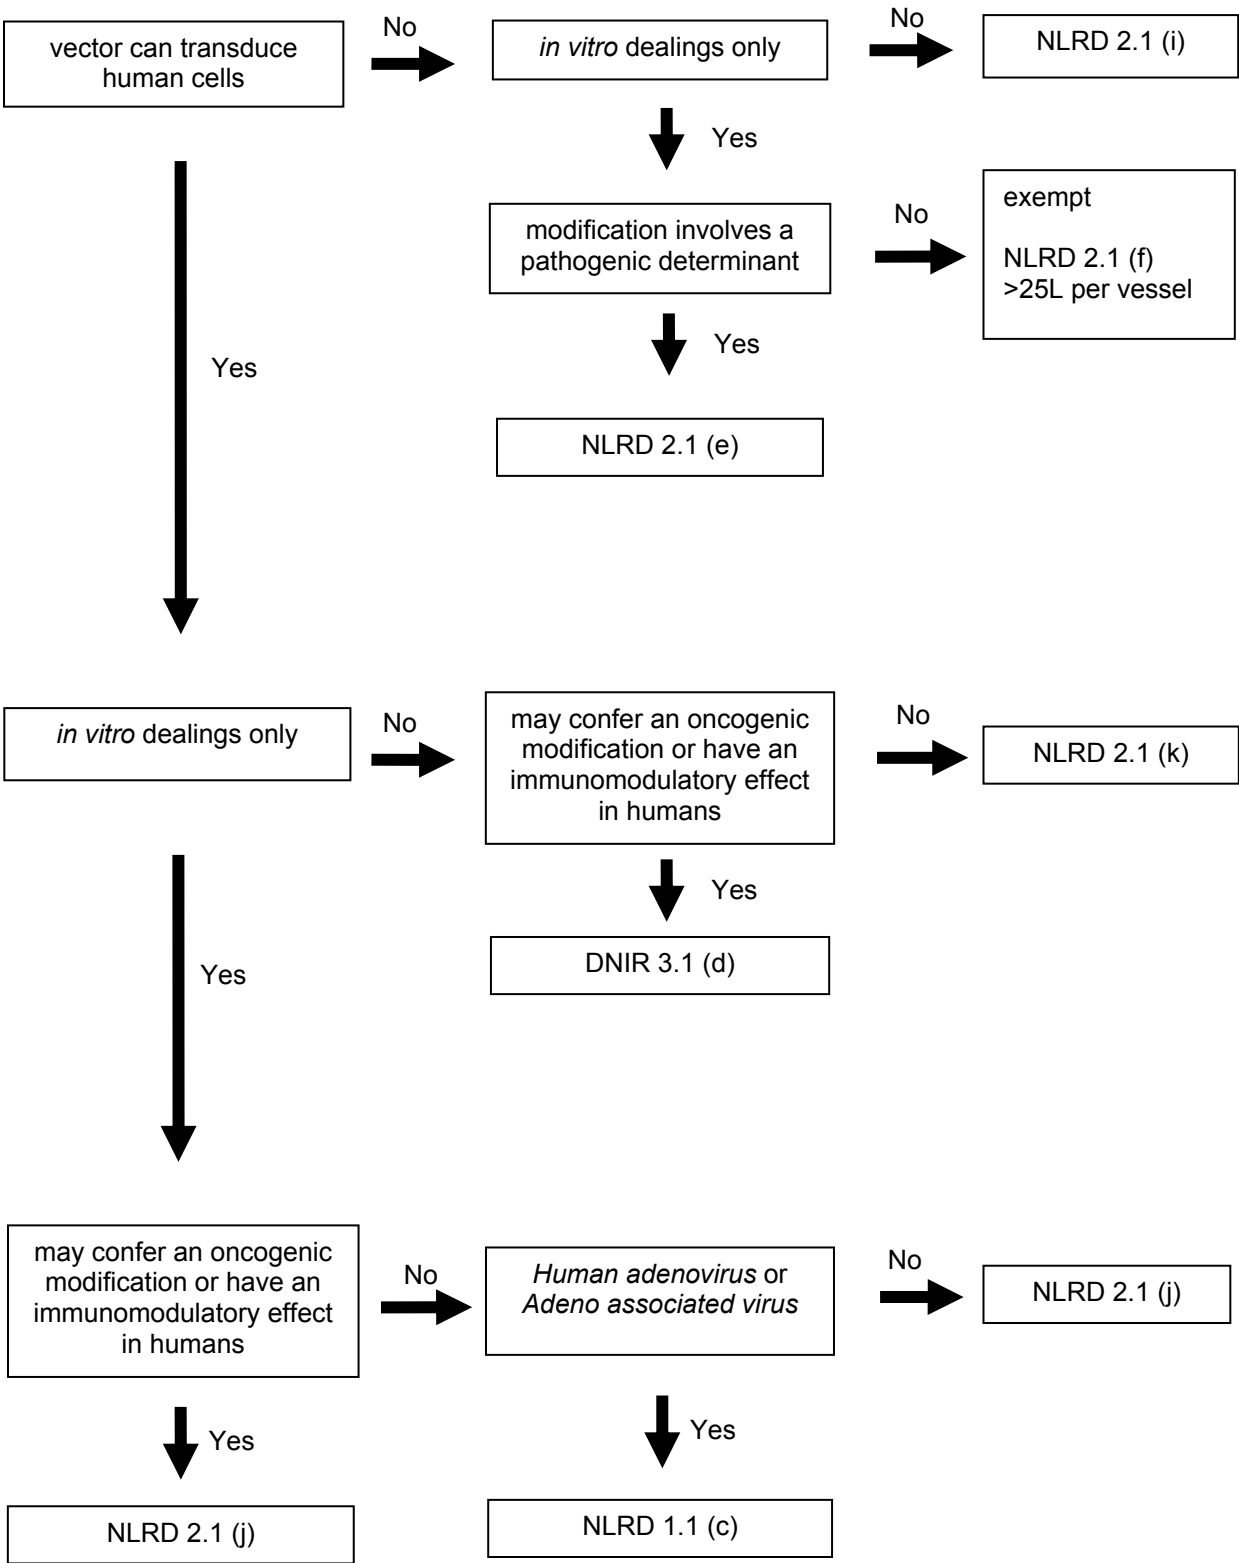 vector can transduce
human cells
No
in vitro dealings only
No
NLRD 2.1 (i)
Yes
modification involves a
pathogenic determinant
No
exempt
NLRD 2.1 (f)
>25L per vessel
Yes
Yes
NLRD 2.1 (e)
in vitro dealings only
No
may confer an oncogenic
modification or have an
immunomodulatory effect
in humans
No
NLRD 2.1 (k)
Yes
DNIR 3.1 (d)
Yes
may confer an oncogenic
modification or have an
immunomodulatory effect
in humans
No
Human adenovirus or
Adeno associated virus
No
NLRD 2.1 (j)
Yes
Yes
NLRD 2.1 (j)
NLRD 1.1 (c)